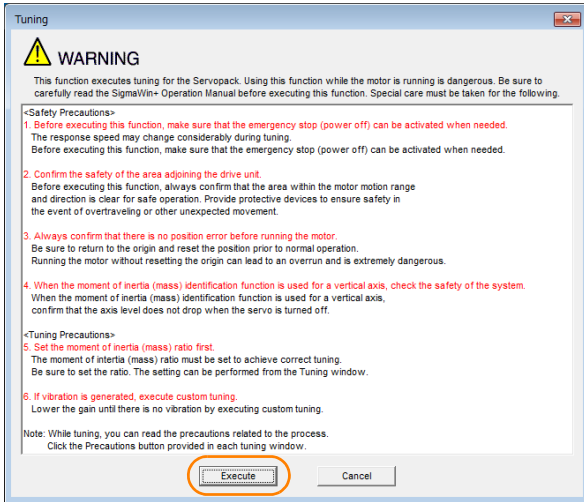 Tuning
WARNING
This function executes tuning for the Servopack. Using this function while the motor is running is dangerous. Be sure to
carefully read the SigmaWin+ Operation Manual before executing this function. Special care must be taken for the following.
<Safety Precautions>
1. Before executing this function, make sure that the emergency stop (power off) can be activated when needed.
The response speed may change considerably during tuning.
Before executing this function, make sure that the emergency stop (power off) can be activated when needed.
2. Confirm the safety of the area adjoining the drive unit.
Before executing this function, always confirm that the area within the motor motion range
and direction is clear for safe operation. Provide protective devices to ensure safety in
the event of overtraveling or other unexpected movement.
3. Always confirm that there is no position error before running the motor.
Be sure to return to the origin and reset the position prior to normal operation.
Running the motor without resetting the origin can lead to an overrun and is extremely dangerous.
4. When the moment of inertia (mass) identification function is used for a vertical axis, check the safety of the system.
When the moment of inertia (mass) identification function is used for a vertical axis,
confirm that the axis level does not drop when the servo is turned off.
<Tuning Precautions>
5. Set the moment of inertia (mass) ratio first.
The moment of intertia (mass) ratio must be set to achieve correct tuning.
Be sure to set the ratio. The setting can be performed from the Tuning window.
6. If vibration is generated, execute custom tuning.
Lower the gain until there is no vibration by executing custom tuning.
Note: While tuning, you can read the precautions related to the process.
Click the Precautions button provided in each tuning window.
Execute
Cancel